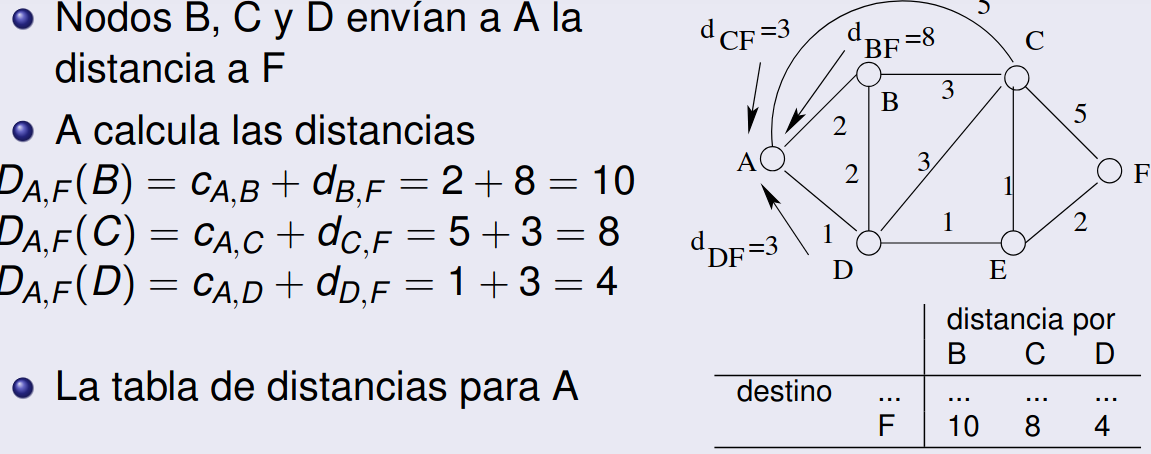 Nodos B, C y D envían a A la
distancia a F
A calcula las distancias
D_{A,F}(B) = c_{A,B} + d_{B,F} = 2 + 8 = 10
D_{A,F}(C) = c_{A,C} + d_{C,F} = 5 + 3 = 8
D_{A,F}(D) = c_{A,D} + d_{D,F} = 1 + 3 = 4
La tabla de distancias para A
5
d_{CF}=3
d_{BF}=8
C
B
3
5
2
A
2
3
1
F
d_{DF}=3
1
1
2
D
E
distancia por
B C D
destino ... ... ... ...
F 10 8 4